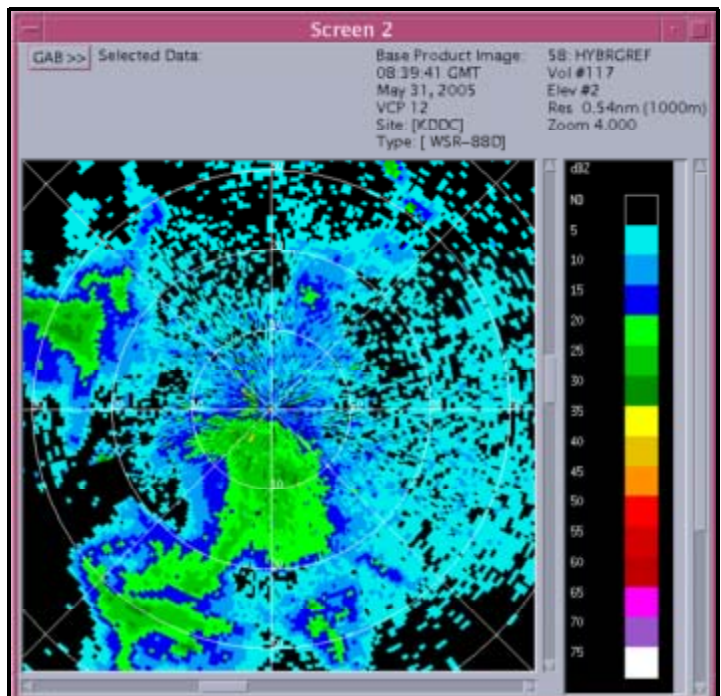 Screen 2
GAB >> Selected Data:
Base Product Image:
08:39:41 GMT
May 31, 2005
VCP 12
Site: [KDDC]
Type: [ WSR-88D]
58: HYBRGREF
Vol #117
Elev #2
Res 0.54nm (1000m)
Zoom 4.000
dBZ
ND
5
10
15
20
25
30
35
40
45
50
55
60
65
70
75
10